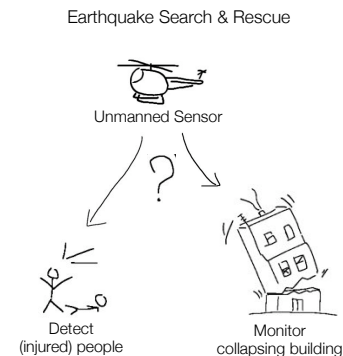 Earthquake Search & Rescue
Unmanned Sensor
?
Detect
(injured) people
Monitor
collapsing building